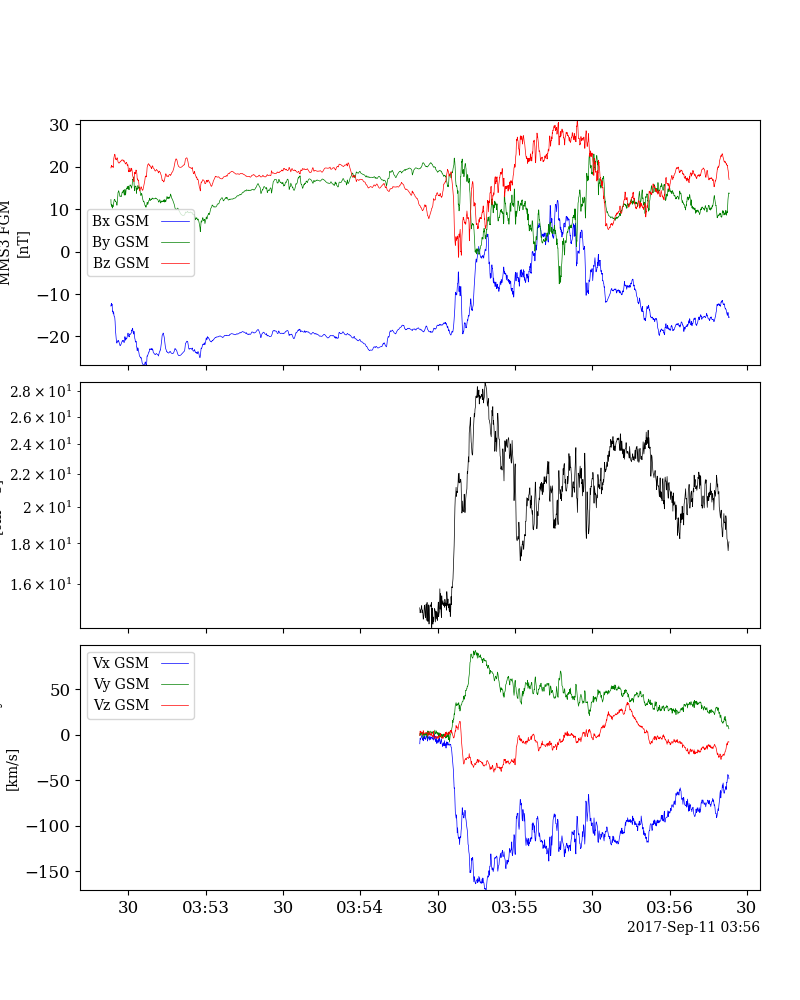 30
20
10
0
−10
−20
MMS3 FGM
[nT]
Bx GSM
By GSM
Bz GSM
2.8 × 10¹
2.6 × 10¹
2.4 × 10¹
2.2 × 10¹
2 × 10¹
1.8 × 10¹
1.6 × 10¹
50
0
−50
−100
−150
[km/s]
Vx GSM
Vy GSM
Vz GSM
30 03:53 30 03:54 30 03:55 30 03:56 30
2017-Sep-11 03:56